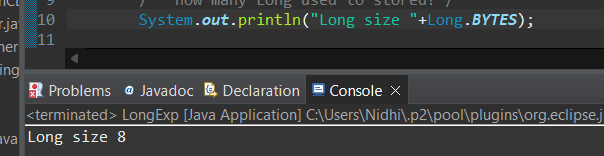 /* how many Long used to stored? */
10 System.out.println("Long size "+Long.BYTES);
11
Problems Javadoc Declaration Console
<terminated> LongExp [Java Application] C:\Users\Nidhi\.p2\pool\plugins\org.eclipse.j
Long size 8